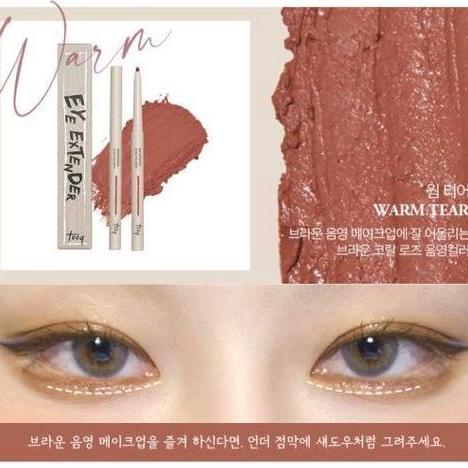 Warm
EYE EXTENDER
tooq
웜 티어
WARM TEAR
브라운 음영 메이크업에 잘 어울리는
브라운 코랄 로즈 음영컬러
브라운 음영 메이크업을 즐겨 하신다면, 언더 점막에 섀도우처럼 그려주세요.